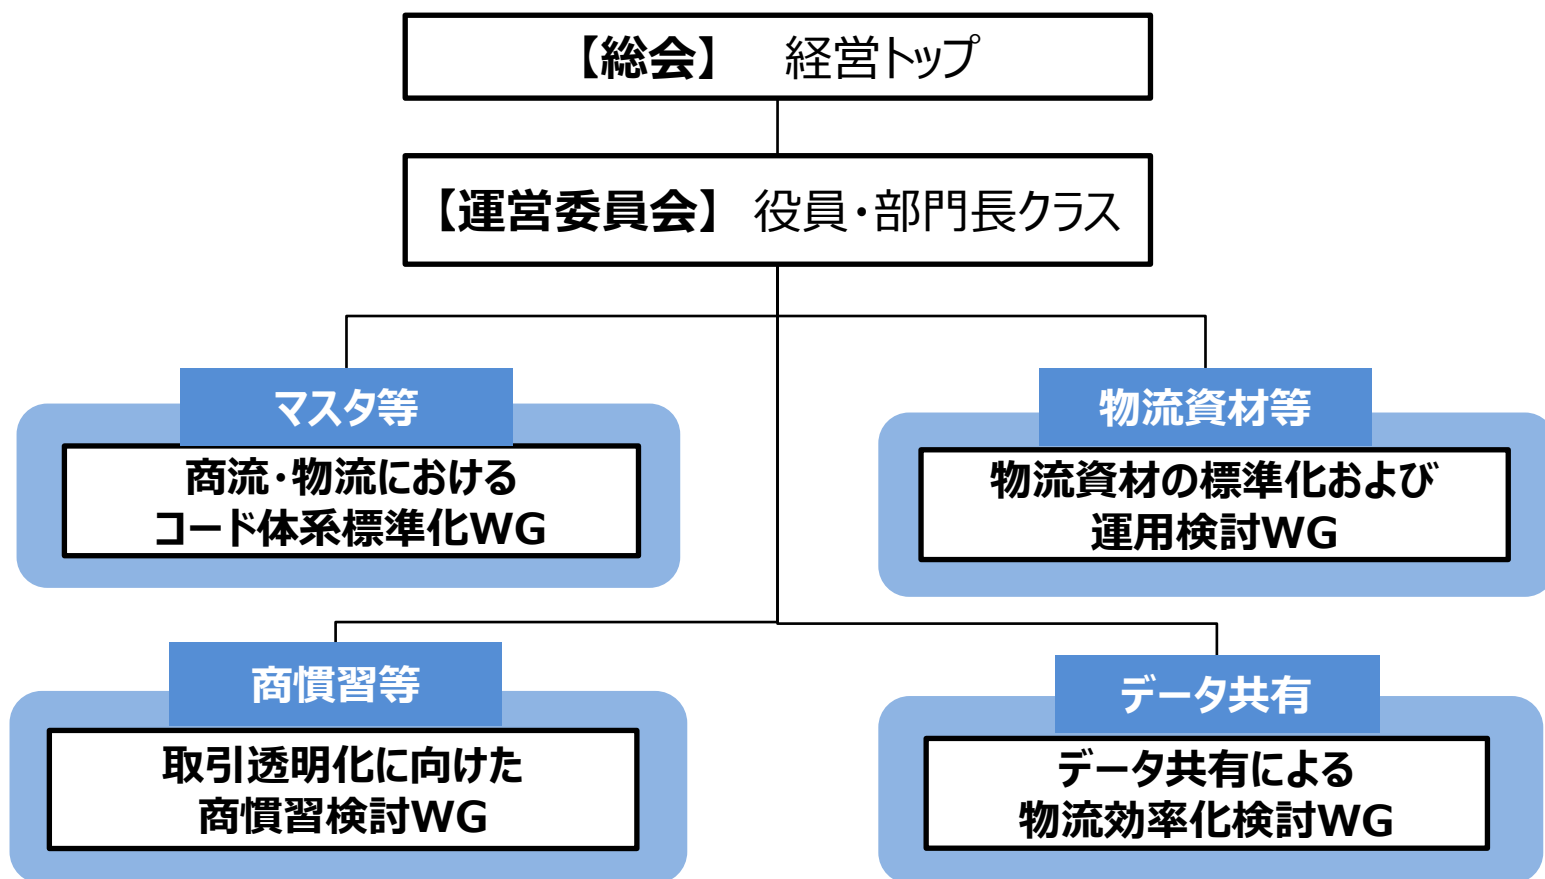 【総会】 経営トップ
【運営委員会】 役員・部門長クラス
マスタ等
商流・物流における
コード体系標準化WG
物流資材等
物流資材の標準化および
運用検討WG
商慣習等
取引透明化に向けた
商慣習検討WG
データ共有
データ共有による
物流効率化検討WG